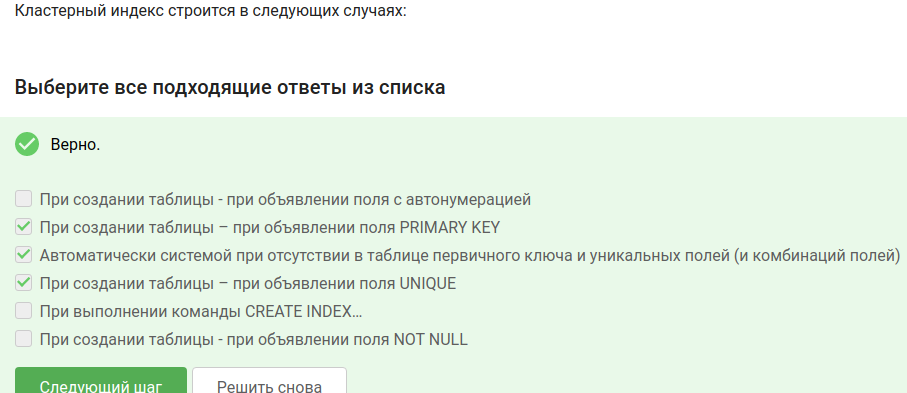 Кластерный индекс строится в следующих случаях:
Выберите все подходящие ответы из списка
Верно.
При создании таблицы - при объявлении поля с автонумерацией
При создании таблицы – при объявлении поля PRIMARY KEY
Автоматически системой при отсутствии в таблице первичного ключа и уникальных полей (и комбинаций полей)
При создании таблицы – при объявлении поля UNIQUE
При выполнении команды CREATE INDEX...
При создании таблицы - при объявлении поля NOT NULL
Следующий шаг Решить снова